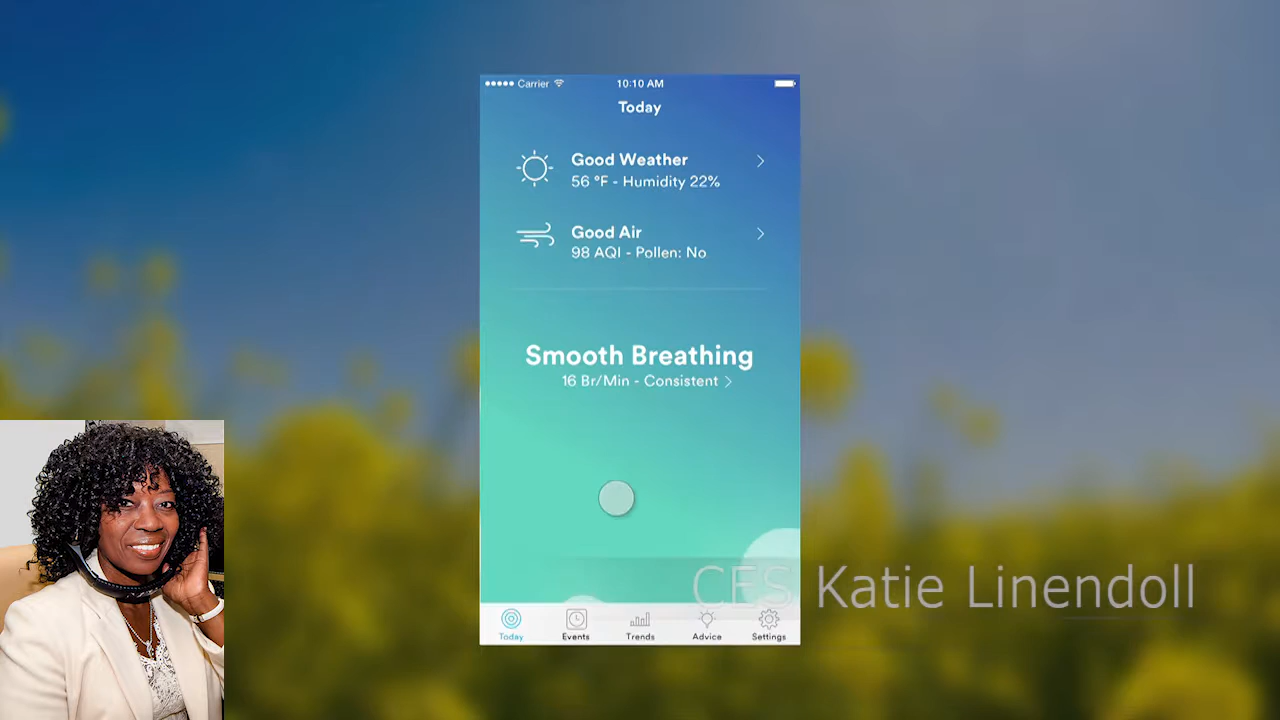 Carrier 10:10 AM
Today
Good Weather
56 °F - Humidity 22%
Good Air
98 AQI - Pollen: No
Smooth Breathing
16 Br/Min - Consistent
CES Katie Linendoll
Today Events Trends Advice Settings